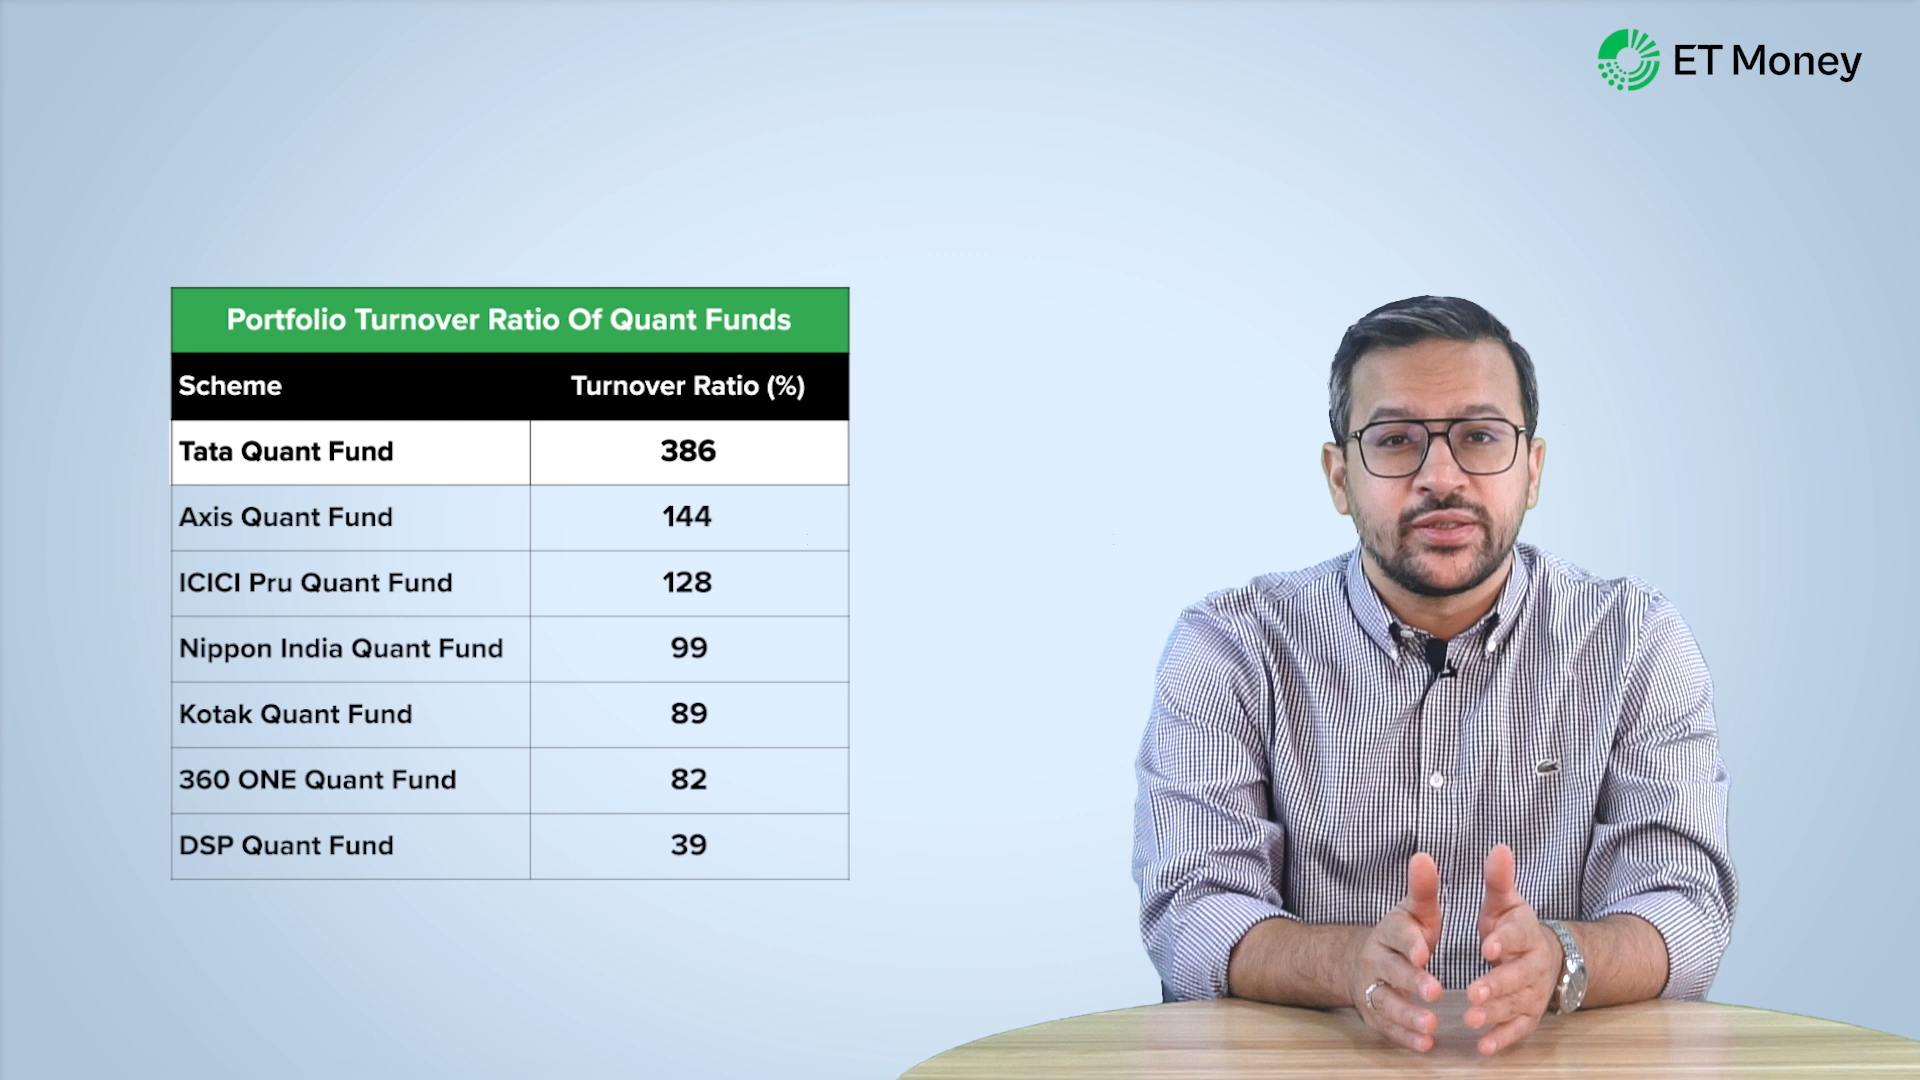 ET Money
Portfolio Turnover Ratio Of Quant Funds
Scheme Turnover Ratio (%)
Tata Quant Fund 386
Axis Quant Fund 144
ICICI Pru Quant Fund 128
Nippon India Quant Fund 99
Kotak Quant Fund 89
360 ONE Quant Fund 82
DSP Quant Fund 39